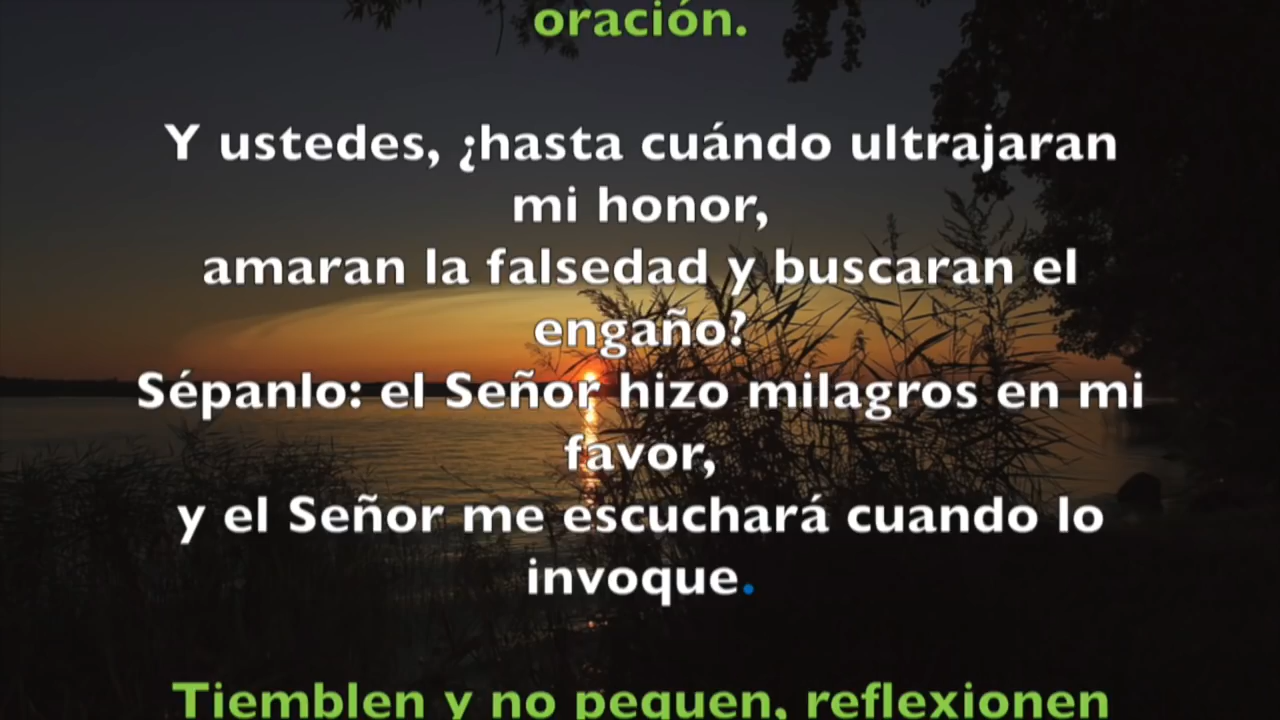 oración.
Y ustedes, ¿hasta cuándo ultrajaran
mi honor,
amaran la falsedad y buscaran el
engaño?
Sépanlo: el Señor hizo milagros en mi
favor,
y el Señor me escuchará cuando lo
invoque.
Tiemblen y no pequen, reflexionen